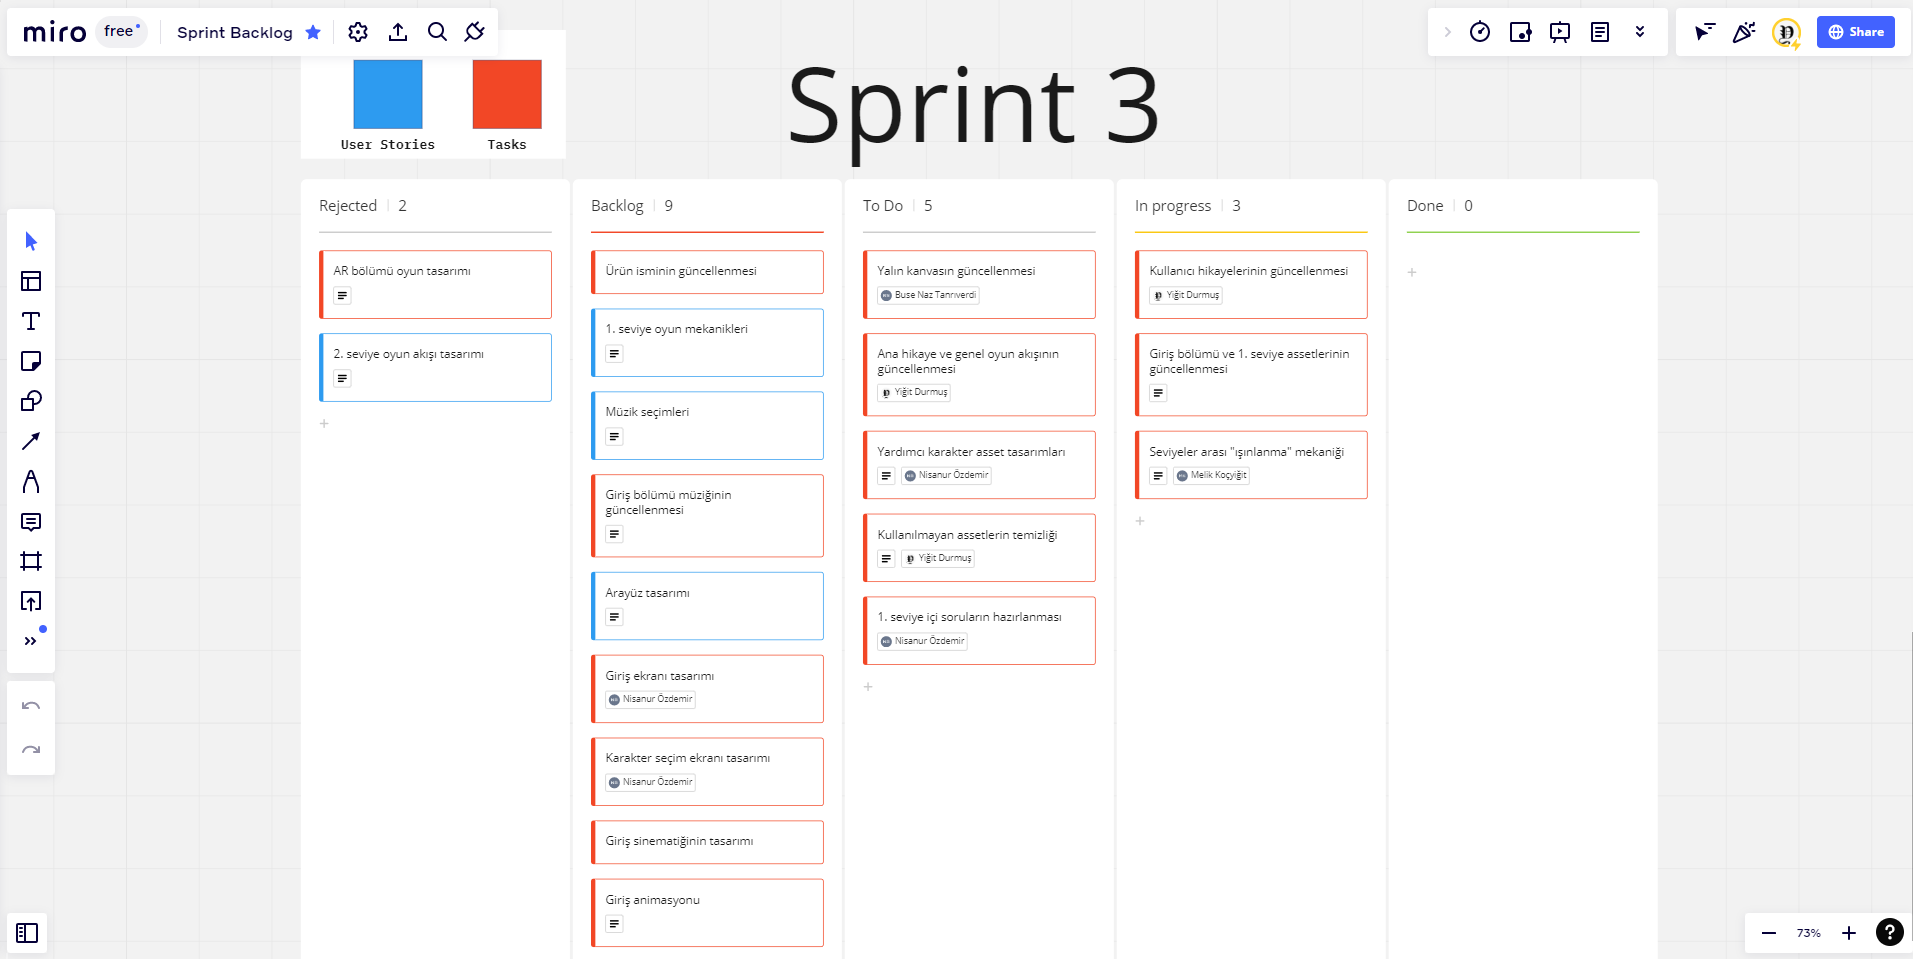 miro
free
Sprint Backlog
Share
User Stories
Tasks
Sprint 3
Rejected 2
AR bölümü oyun tasarımı
2. seviye oyun akışı tasarımı
Backlog 9
Ürün isminin güncellenmesi
1. seviye oyun mekanikleri
Müzik seçimleri
Giriş bölümü müziğinin
güncellenmesi
Arayüz tasarımı
Giriş ekranı tasarımı
Nisanur Özdemir
Karakter seçim ekranı tasarımı
Nisanur Özdemir
Giriş sinematiğinin tasarımı
Giriş animasyonu
To Do 5
Yalın kanvasın güncellenmesi
Buse Naz Tanrıverdi
Ana hikaye ve genel oyun akışının
güncellenmesi
Yiğit Durmuş
Yardımcı karakter asset tasarımları
Nisanur Özdemir
Kullanılmayan assetlerin temizliği
Yiğit Durmuş
1. seviye içi soruların hazırlanması
Nisanur Özdemir
In progress 3
Kullanıcı hikayelerinin güncellenmesi
Yiğit Durmuş
Giriş bölümü ve 1. seviye assetlerinin
güncellenmesi
Seviyeler arası "ışınlanma" mekaniği
Melik Koçyiğit
Done 0
73%